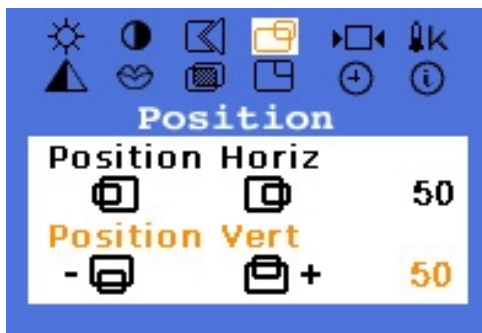 K
Position
Position Horiz
50
Position Vert
- + 50